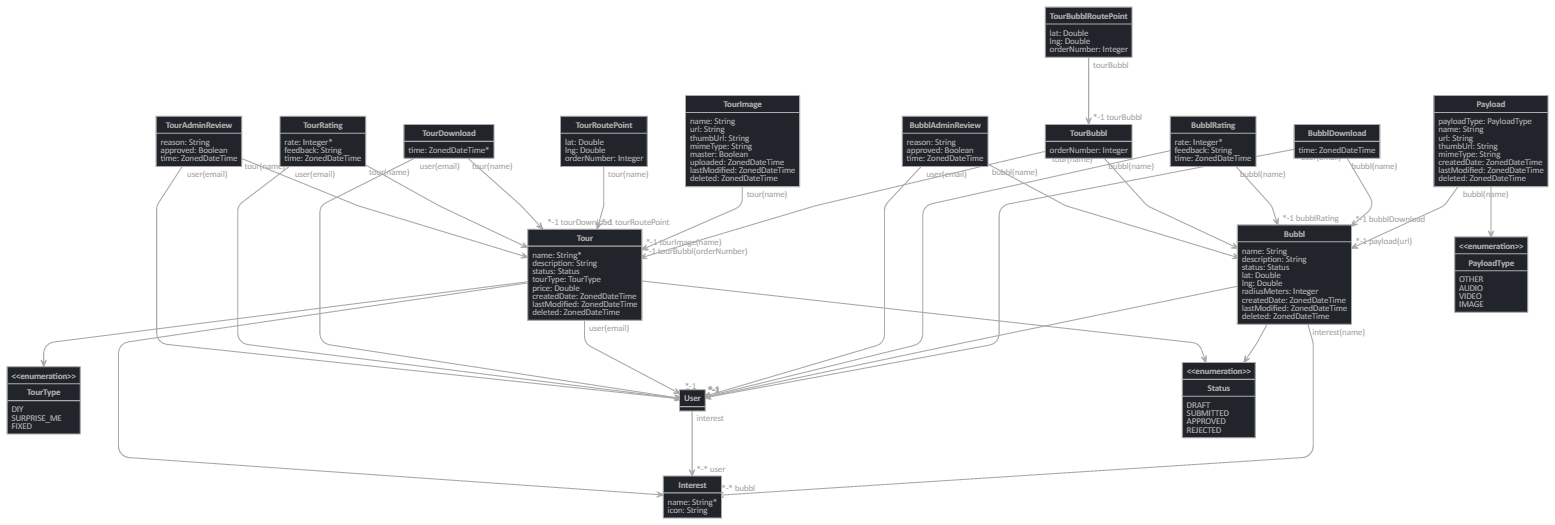 TourBubblRoutePoint
lat: Double
lng: Double
orderNumber: Integer
tourBubbl
*-1 tourBubbl
TourAdminReview
reason: String
approved: Boolean
time: ZonedDateTime
tour(name)
user(email)
TourRating
rate: Integer*
feedback: String
time: ZonedDateTime
tour(name)
user(email)
TourDownload
time: ZonedDateTime*
user(email)
tour(name)
*-1 tourDownload
TourRoutePoint
lat: Double
lng: Double
orderNumber: Integer
tour(name)
*-1 tourRoutePoint
TourImage
name: String
url: String
thumbUrl: String
mimeType: String
master: Boolean
uploaded: ZonedDateTime
lastModified: ZonedDateTime
deleted: ZonedDateTime
tour(name)
*-1 tourImage(name)
*-1 tourBubbl(orderNumber)
BubblAdminReview
reason: String
approved: Boolean
time: ZonedDateTime
user(email)
bubbl(name)
TourBubbl
orderNumber: Integer
tour(name)
bubbl(name)
BubblRating
rate: Integer*
feedback: String
time: ZonedDateTime
bubbl(name)
*-1 bubblRating
BubblDownload
time: ZonedDateTime
user(email)
bubbl(name)
*-1 bubblDownload
Payload
payloadType: PayloadType
name: String
url: String
thumbUrl: String
mimeType: String
createdDate: ZonedDateTime
lastModified: ZonedDateTime
deleted: ZonedDateTime
bubbl(name)
*-1 payload(url)
Tour
name: String*
description: String
status: Status
tourType: TourType
price: Double
createdDate: ZonedDateTime
lastModified: ZonedDateTime
deleted: ZonedDateTime
user(email)
Bubbl
name: String
description: String
status: Status
lat: Double
lng: Double
radiusMeters: Integer
createdDate: ZonedDateTime
lastModified: ZonedDateTime
deleted: ZonedDateTime
interest(name)
<<enumeration>>
PayloadType
OTHER
AUDIO
VIDEO
IMAGE
<<enumeration>>
TourType
DIY
SURPRISE_ME
FIXED
*-1
*-1
User
interest
<<enumeration>>
Status
DRAFT
SUBMITTED
APPROVED
REJECTED
*-* user
Interest
name: String*
icon: String
*-* bubbl